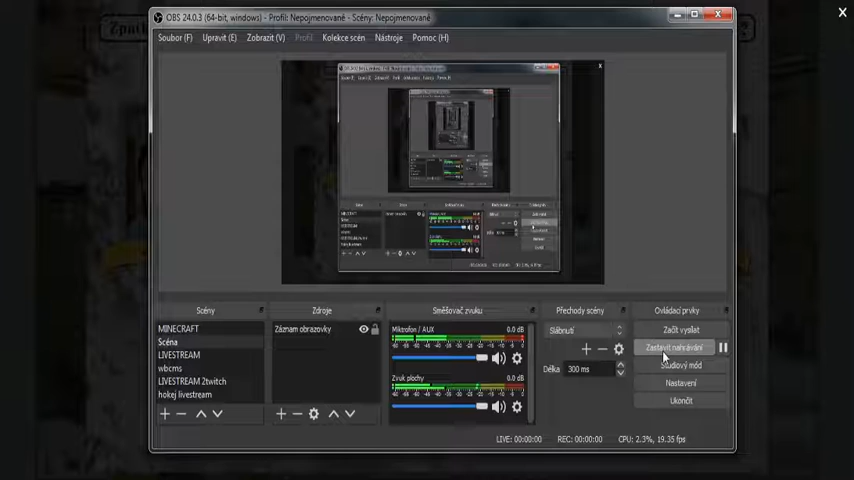 OBS 24.0.3 (64-bit, windows) - Profil: Nepojmenované - Scény: Nepojmenované
Soubor (F) Upravit (E) Zobrazit (V) Profil Kolekce scén Nástroje Pomoc (H)
Scény Zdroje Směšovač zvuku Přechody scény Ovládací prvky
MINECRAFT
Scéna
LIVESTREAM
wbcms
LIVESTREAM 2twitch
hokej livestream
Záznam obrazovky
Mikrofon / AUX 0.0 dB
Zvuk plochy 0.0 dB
Slábnutí
Délka 300 ms
Začít vysílat
Zastavit nahrávání
Studiový mód
Nastavení
Ukončit
LIVE: 00:00:00 REC: 00:00:00 CPU: 2.3%, 19.35 fps